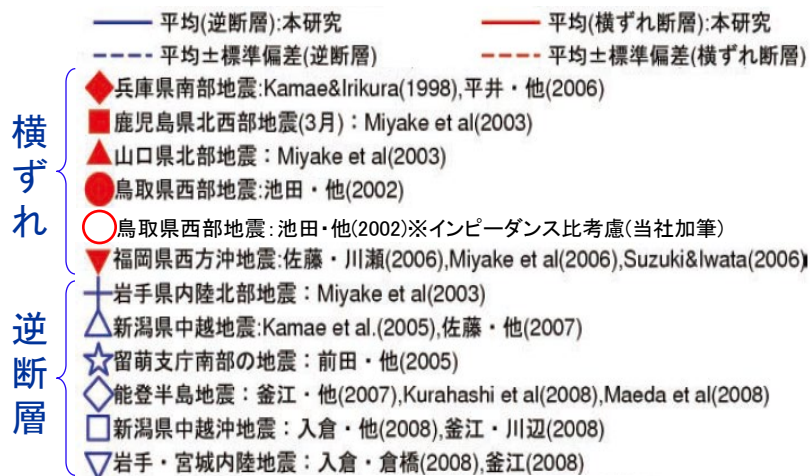 平均(逆断層):本研究 平均(横ずれ断層):本研究
平均±標準偏差(逆断層) 平均±標準偏差(横ずれ断層)
横ずれ
兵庫県南部地震:Kamae&Irikura(1998),平井・他(2006)
鹿児島県北西部地震(3月)：Miyake et al(2003)
山口県北部地震：Miyake et al(2003)
鳥取県西部地震:池田・他(2002)
鳥取県西部地震：池田・他(2002)※インピーダンス比考慮(当社加筆)
福岡県西方沖地震:佐藤・川瀬(2006),Miyake et al(2006),Suzuki&Iwata(2006)
逆断層
岩手県内陸北部地震：Miyake et al(2003)
新潟県中越地震:Kamae et al.(2005),佐藤・他(2007)
留萌支庁南部の地震：前田・他(2005)
能登半島地震：釜江・他(2007),Kurahashi et al(2008),Maeda et al(2008)
新潟県中越沖地震：入倉・他(2008),釜江・川辺(2008)
岩手・宮城内陸地震：入倉・倉橋(2008),釜江(2008)